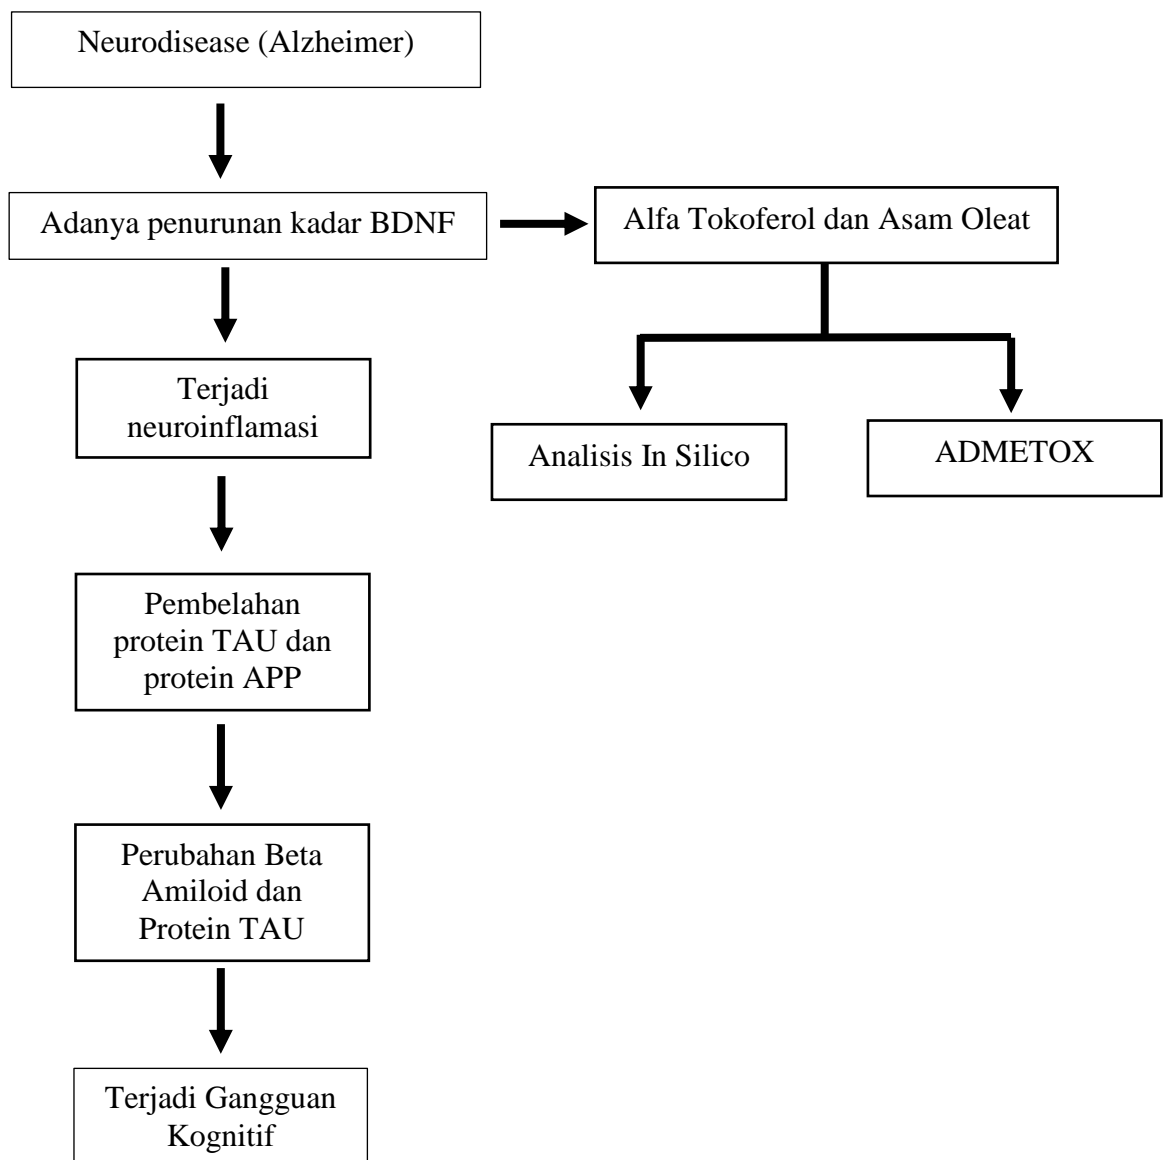 Neurodisease (Alzheimer)
Adanya penurunan kadar BDNF
Alfa Tokoferol dan Asam Oleat
Terjadi
neuroinflamasi
Analisis In Silico
ADMETOX
Pembelahan
protein TAU dan
protein APP
Perubahan Beta
Amiloid dan
Protein TAU
Terjadi Gangguan
Kognitif